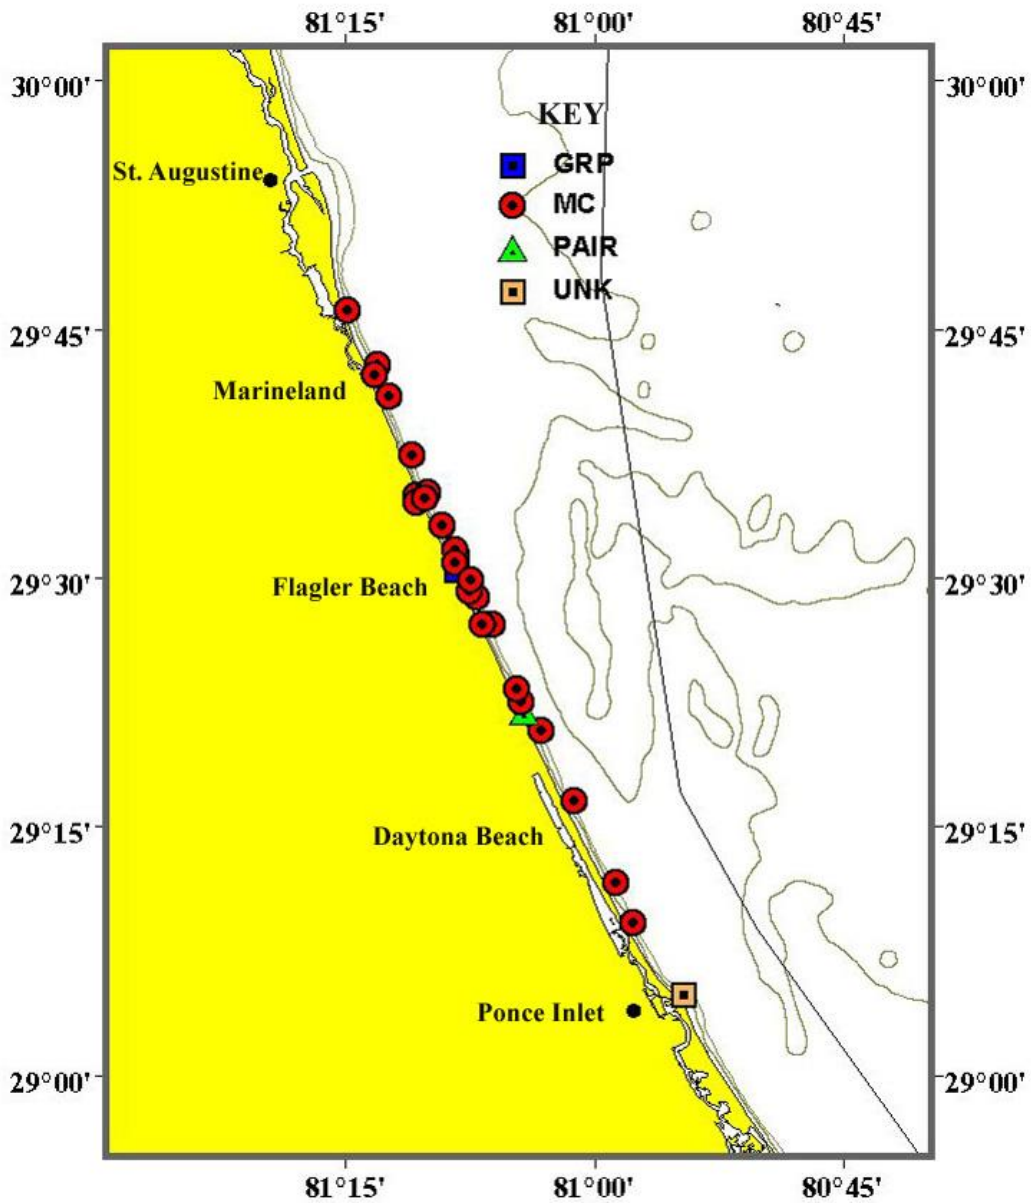 81°15' 81°00' 80°45'
30°00' 30°00'
KEY
GRP
St. Augustine
MC
PAIR
UNK
29°45' 29°45'
Marineland
29°30' Flagler Beach 29°30'
29°15' 29°15'
Daytona Beach
Ponce Inlet
29°00' 29°00'
81°15' 81°00' 80°45'